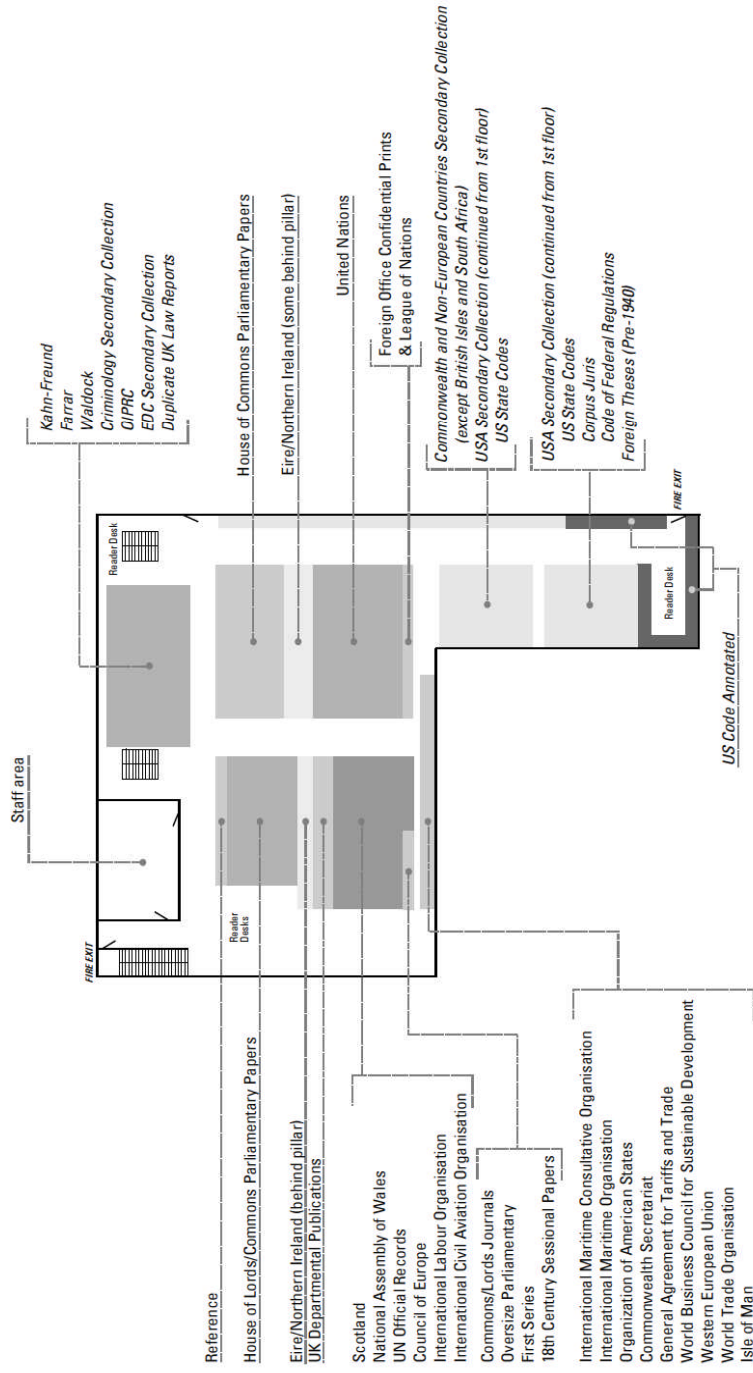 Staff area
Kahn-Freund
Farrar
Waldock
Criminology Secondary Collection
OIPRC
EDC Secondary Collection
Duplicate UK Law Reports
FIRE EXIT
Reader Desk
Reader
Desks
Reference
House of Lords/Commons Parliamentary Papers
Eire/Northern Ireland (behind pillar)
UK Departmental Publications
Scotland
National Assembly of Wales
UN Official Records
Council of Europe
International Labour Organisation
International Civil Aviation Organisation
Commons/Lords Journals
Oversize Parliamentary
First Series
18th Century Sessional Papers
International Maritime Consultative Organisation
International Maritime Organisation
Organization of American States
Commonwealth Secretariat
General Agreement for Tariffs and Trade
World Business Council for Sustainable Development
Western European Union
World Trade Organisation
Isle of Man
House of Commons Parliamentary Papers
Eire/Northern Ireland (some behind pillar)
United Nations
Foreign Office Confidential Prints
& League of Nations
Commonwealth and Non-European Countries Secondary Collection
(except British Isles and South Africa)
USA Secondary Collection (continued from 1st floor)
US State Codes
USA Secondary Collection (continued from 1st floor)
US State Codes
Corpus Juris
Code of Federal Regulations
Foreign Theses (Pre-1940)
FIRE EXIT
Reader Desk
US Code Annotated